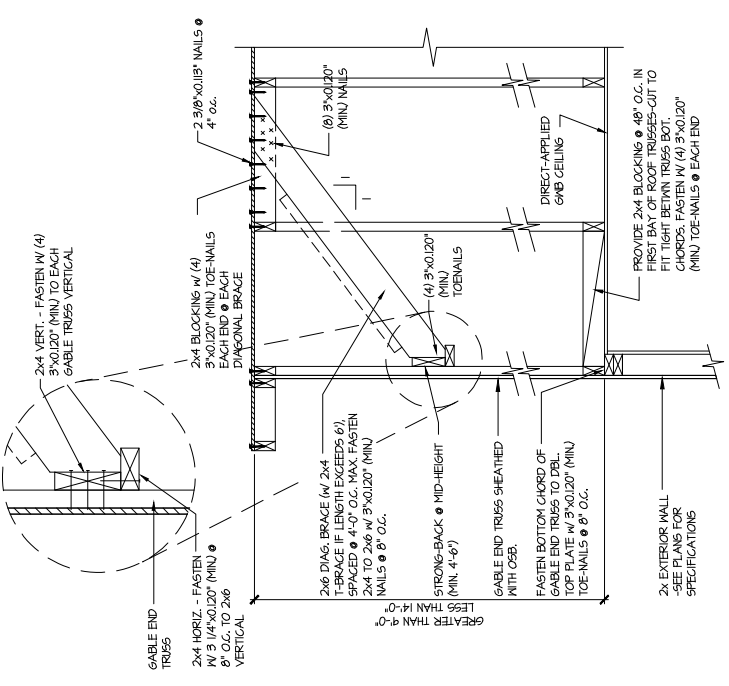 2x4 VERT. - FASTEN W/ (4)
3"x0.120" (MIN.) TO EACH
GABLE TRUSS VERTICAL
GABLE END
TRUSS
2x4 HORIZ. - FASTEN
W/ 3 1/4"x0.120" (MIN.) @
8" O.C. TO 2x6
VERTICAL
2 3/8"x0.113" NAILS @
4" o.c.
2x4 BLOCKING W/ (4)
3"x0.120" (MIN.) TOE-NAILS
EACH END @ EACH
DIAGONAL BRACE
(8) 3"x0.120"
(MIN.) NAILS
2x6 DIAG. BRACE (W/ 2x4
T-BRACE IF LENGTH EXCEEDS 6'),
SPACED @ 4'-0" O.C. MAX. FASTEN
2x4 TO 2x6 W/ 3"x0.120" (MIN.)
NAILS @ 8" O.C.
(4) 3"x0.120"
(MIN.)
TOENAILS
STRONG-BACK @ MID-HEIGHT
(MIN. 4'-6")
GREATER THAN 9'-0"
LESS THAN 14'-0"
GABLE END TRUSS SHEATHED
WITH OSB.
DIRECT-APPLIED
GWB CEILING
FASTEN BOTTOM CHORD OF
GABLE END TRUSS TO DBL.
TOP PLATE W/ 3"x0.120" (MIN.)
TOE-NAILS @ 8" O.C.
PROVIDE 2x4 BLOCKING @ 48" O.C. IN
FIRST BAY OF ROOF TRUSSES-CUT TO
FIT TIGHT BETW'N TRUSS BOT.
CHORDS. FASTEN W/ (4) 3"x0.120"
(MIN.) TOE-NAILS @ EACH END
2x EXTERIOR WALL
-SEE PLANS FOR
SPECIFICATIONS